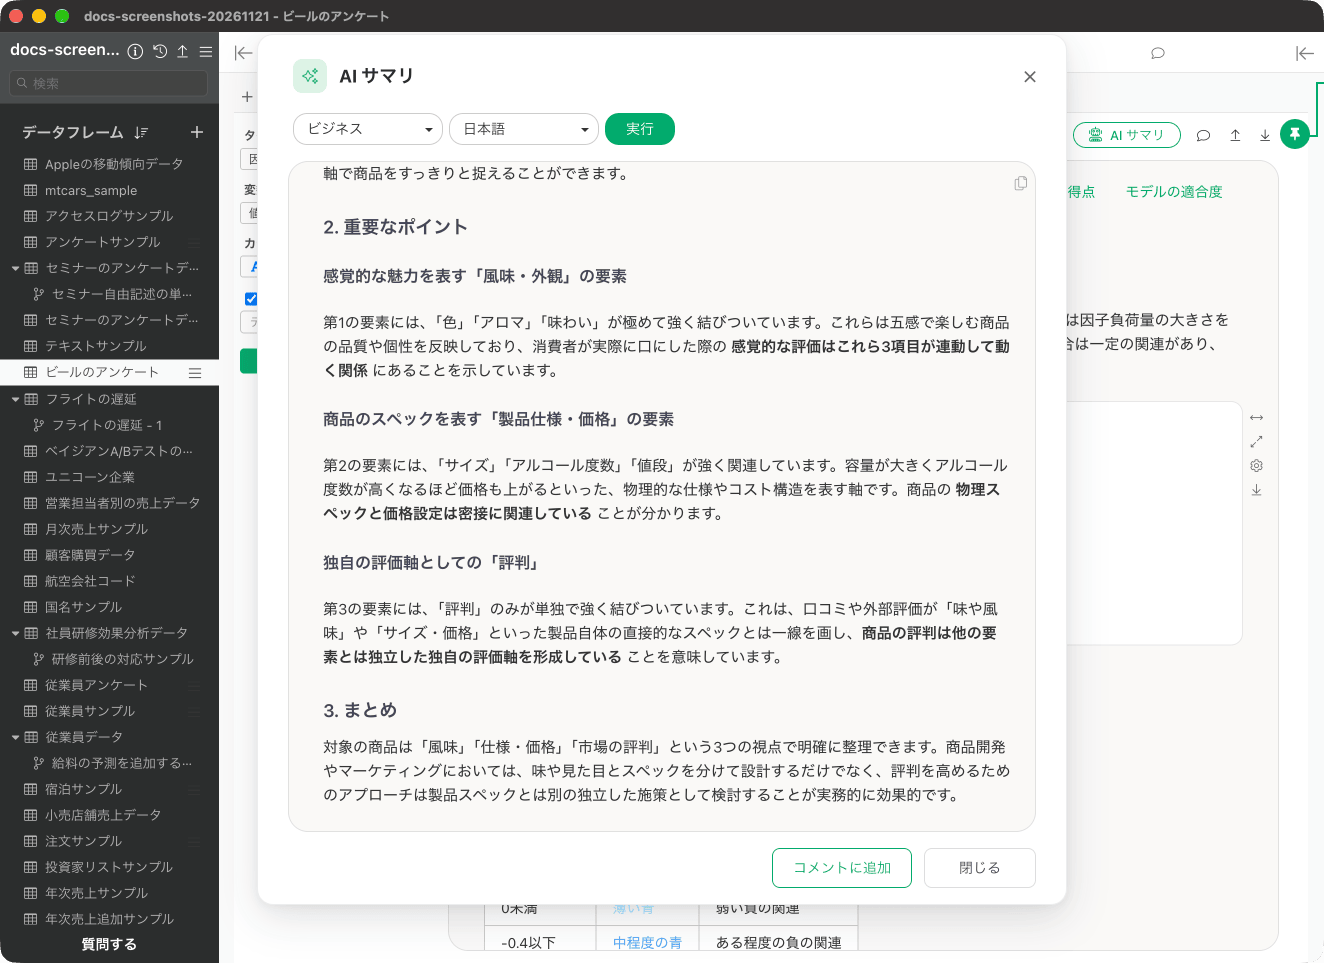 docs-screenshots-20261121 - ビールのアンケート
docs-screen...
検索
データフレーム
Appleの移動傾向データ
mtcars_sample
アクセスログサンプル
アンケートサンプル
セミナーのアンケートデ...
セミナー自由記述の単...
セミナーのアンケートデ...
テキストサンプル
ビールのアンケート
フライトの遅延
フライトの遅延 - 1
ベイジアンA/Bテストの...
ユニコーン企業
営業担当者別の売上データ
月次売上サンプル
顧客購買データ
航空会社コード
国名サンプル
社員研修効果分析データ
研修前後の対応サンプル
従業員アンケート
従業員サンプル
従業員データ
給料の予測を追加する...
宿泊サンプル
小売店舗売上データ
注文サンプル
投資家リストサンプル
年次売上サンプル
年次売上追加サンプル
質問する
タ
因
変
値
カ
A
テ
AI サマリ
ビジネス
日本語
実行
軸で商品をすっきりと捉えることができます。
2. 重要なポイント
感覚的な魅力を表す「風味・外観」の要素
第1の要素には、「色」「アロマ」「味わい」が極めて強く結びついています。これらは五感で楽しむ商品
の品質や個性を反映しており、消費者が実際に口にした際の 感覚的な評価はこれら3項目が連動して動
く関係 にあることを示しています。
商品のスペックを表す「製品仕様・価格」の要素
第2の要素には、「サイズ」「アルコール度数」「値段」が強く関連しています。容量が大きくアルコール
度数が高くなるほど価格も上がるといった、物理的な仕様やコスト構造を表す軸です。商品の 物理ス
ペックと価格設定は密接に関連している ことが分かります。
独自の評価軸としての「評判」
第3の要素には、「評判」のみが単独で強く結びついています。これは、口コミや外部評価が「味や風
味」や「サイズ・価格」といった製品自体の直接的なスペックとは一線を画し、商品の評判は他の要
素とは独立した独自の評価軸を形成している ことを意味しています。
3. まとめ
対象の商品は「風味」「仕様・価格」「市場の評判」という3つの視点で明確に整理できます。商品開発
やマーケティングにおいては、味や見た目とスペックを分けて設計するだけでなく、評判を高めるため
のアプローチは製品スペックとは別の独立した施策として検討することが実務的に効果的です。
コメントに追加
閉じる
AI サマリ
得点
モデルの適合度
は因子負荷量の大きさを
合は一定の関連があり、
0未満
薄い青
弱い負の関連
-0.4以下
中程度の青
ある程度の負の関連